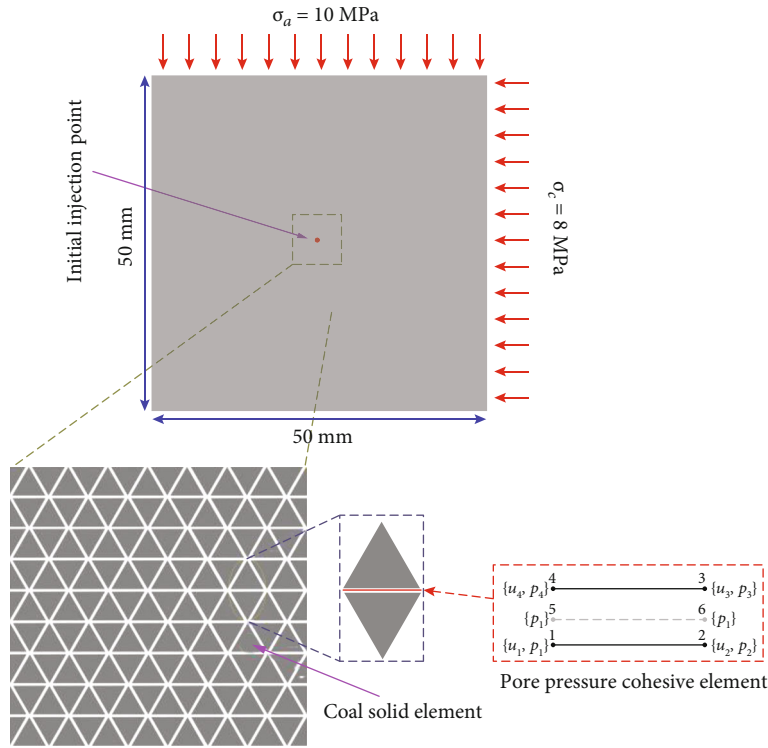 σₐ = 10 MPa
Initial injection point
50 mm
σ꜀ = 8 MPa
50 mm
4 3
{u₄, p₄} {u₃, p₃}
5 6
{p₁} {p₁}
1 2
{u₁, p₁} {u₂, p₂}
Pore pressure cohesive element
Coal solid element